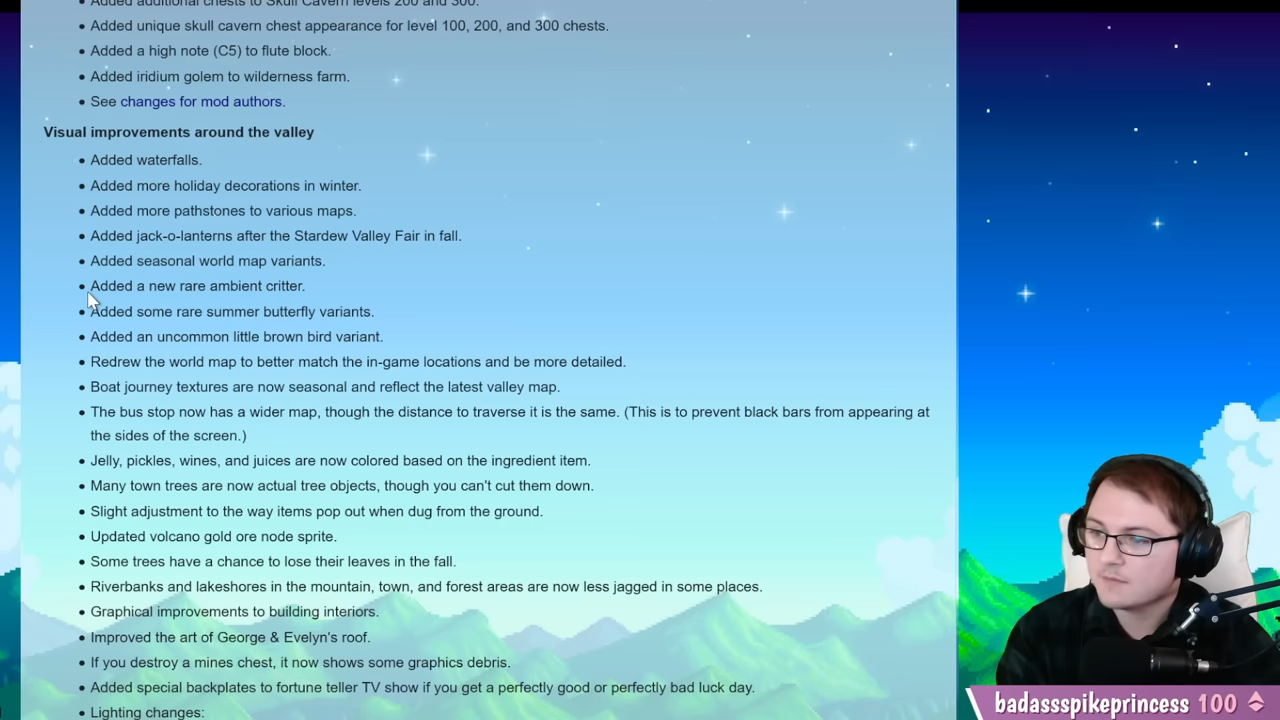 Added additional chests to Skull Cavern levels 200 and 300.
• Added unique skull cavern chest appearance for level 100, 200, and 300 chests.
• Added a high note (C5) to flute block.
• Added iridium golem to wilderness farm.
• See changes for mod authors.
Visual improvements around the valley
• Added waterfalls.
• Added more holiday decorations in winter.
• Added more pathstones to various maps.
• Added jack-o-lanterns after the Stardew Valley Fair in fall.
• Added seasonal world map variants.
• Added a new rare ambient critter.
• Added some rare summer butterfly variants.
• Added an uncommon little brown bird variant.
• Redrew the world map to better match the in-game locations and be more detailed.
• Boat journey textures are now seasonal and reflect the latest valley map.
• The bus stop now has a wider map, though the distance to traverse it is the same. (This is to prevent black bars from appearing at
the sides of the screen.)
• Jelly, pickles, wines, and juices are now colored based on the ingredient item.
• Many town trees are now actual tree objects, though you can't cut them down.
• Slight adjustment to the way items pop out when dug from the ground.
• Updated volcano gold ore node sprite.
• Some trees have a chance to lose their leaves in the fall.
• Riverbanks and lakeshores in the mountain, town, and forest areas are now less jagged in some places.
• Graphical improvements to building interiors.
• Improved the art of George & Evelyn's roof.
• If you destroy a mines chest, it now shows some graphics debris.
• Added special backplates to fortune teller TV show if you get a perfectly good or perfectly bad luck day.
• Lighting changes:
badassspikeprincess 100